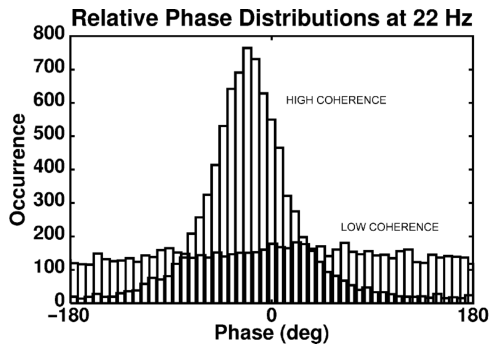 Relative Phase Distributions at 22 Hz
800
700
600
500
400
300
200
100
0
Occurrence
HIGH COHERENCE
LOW COHERENCE
−180 0 180
Phase (deg)